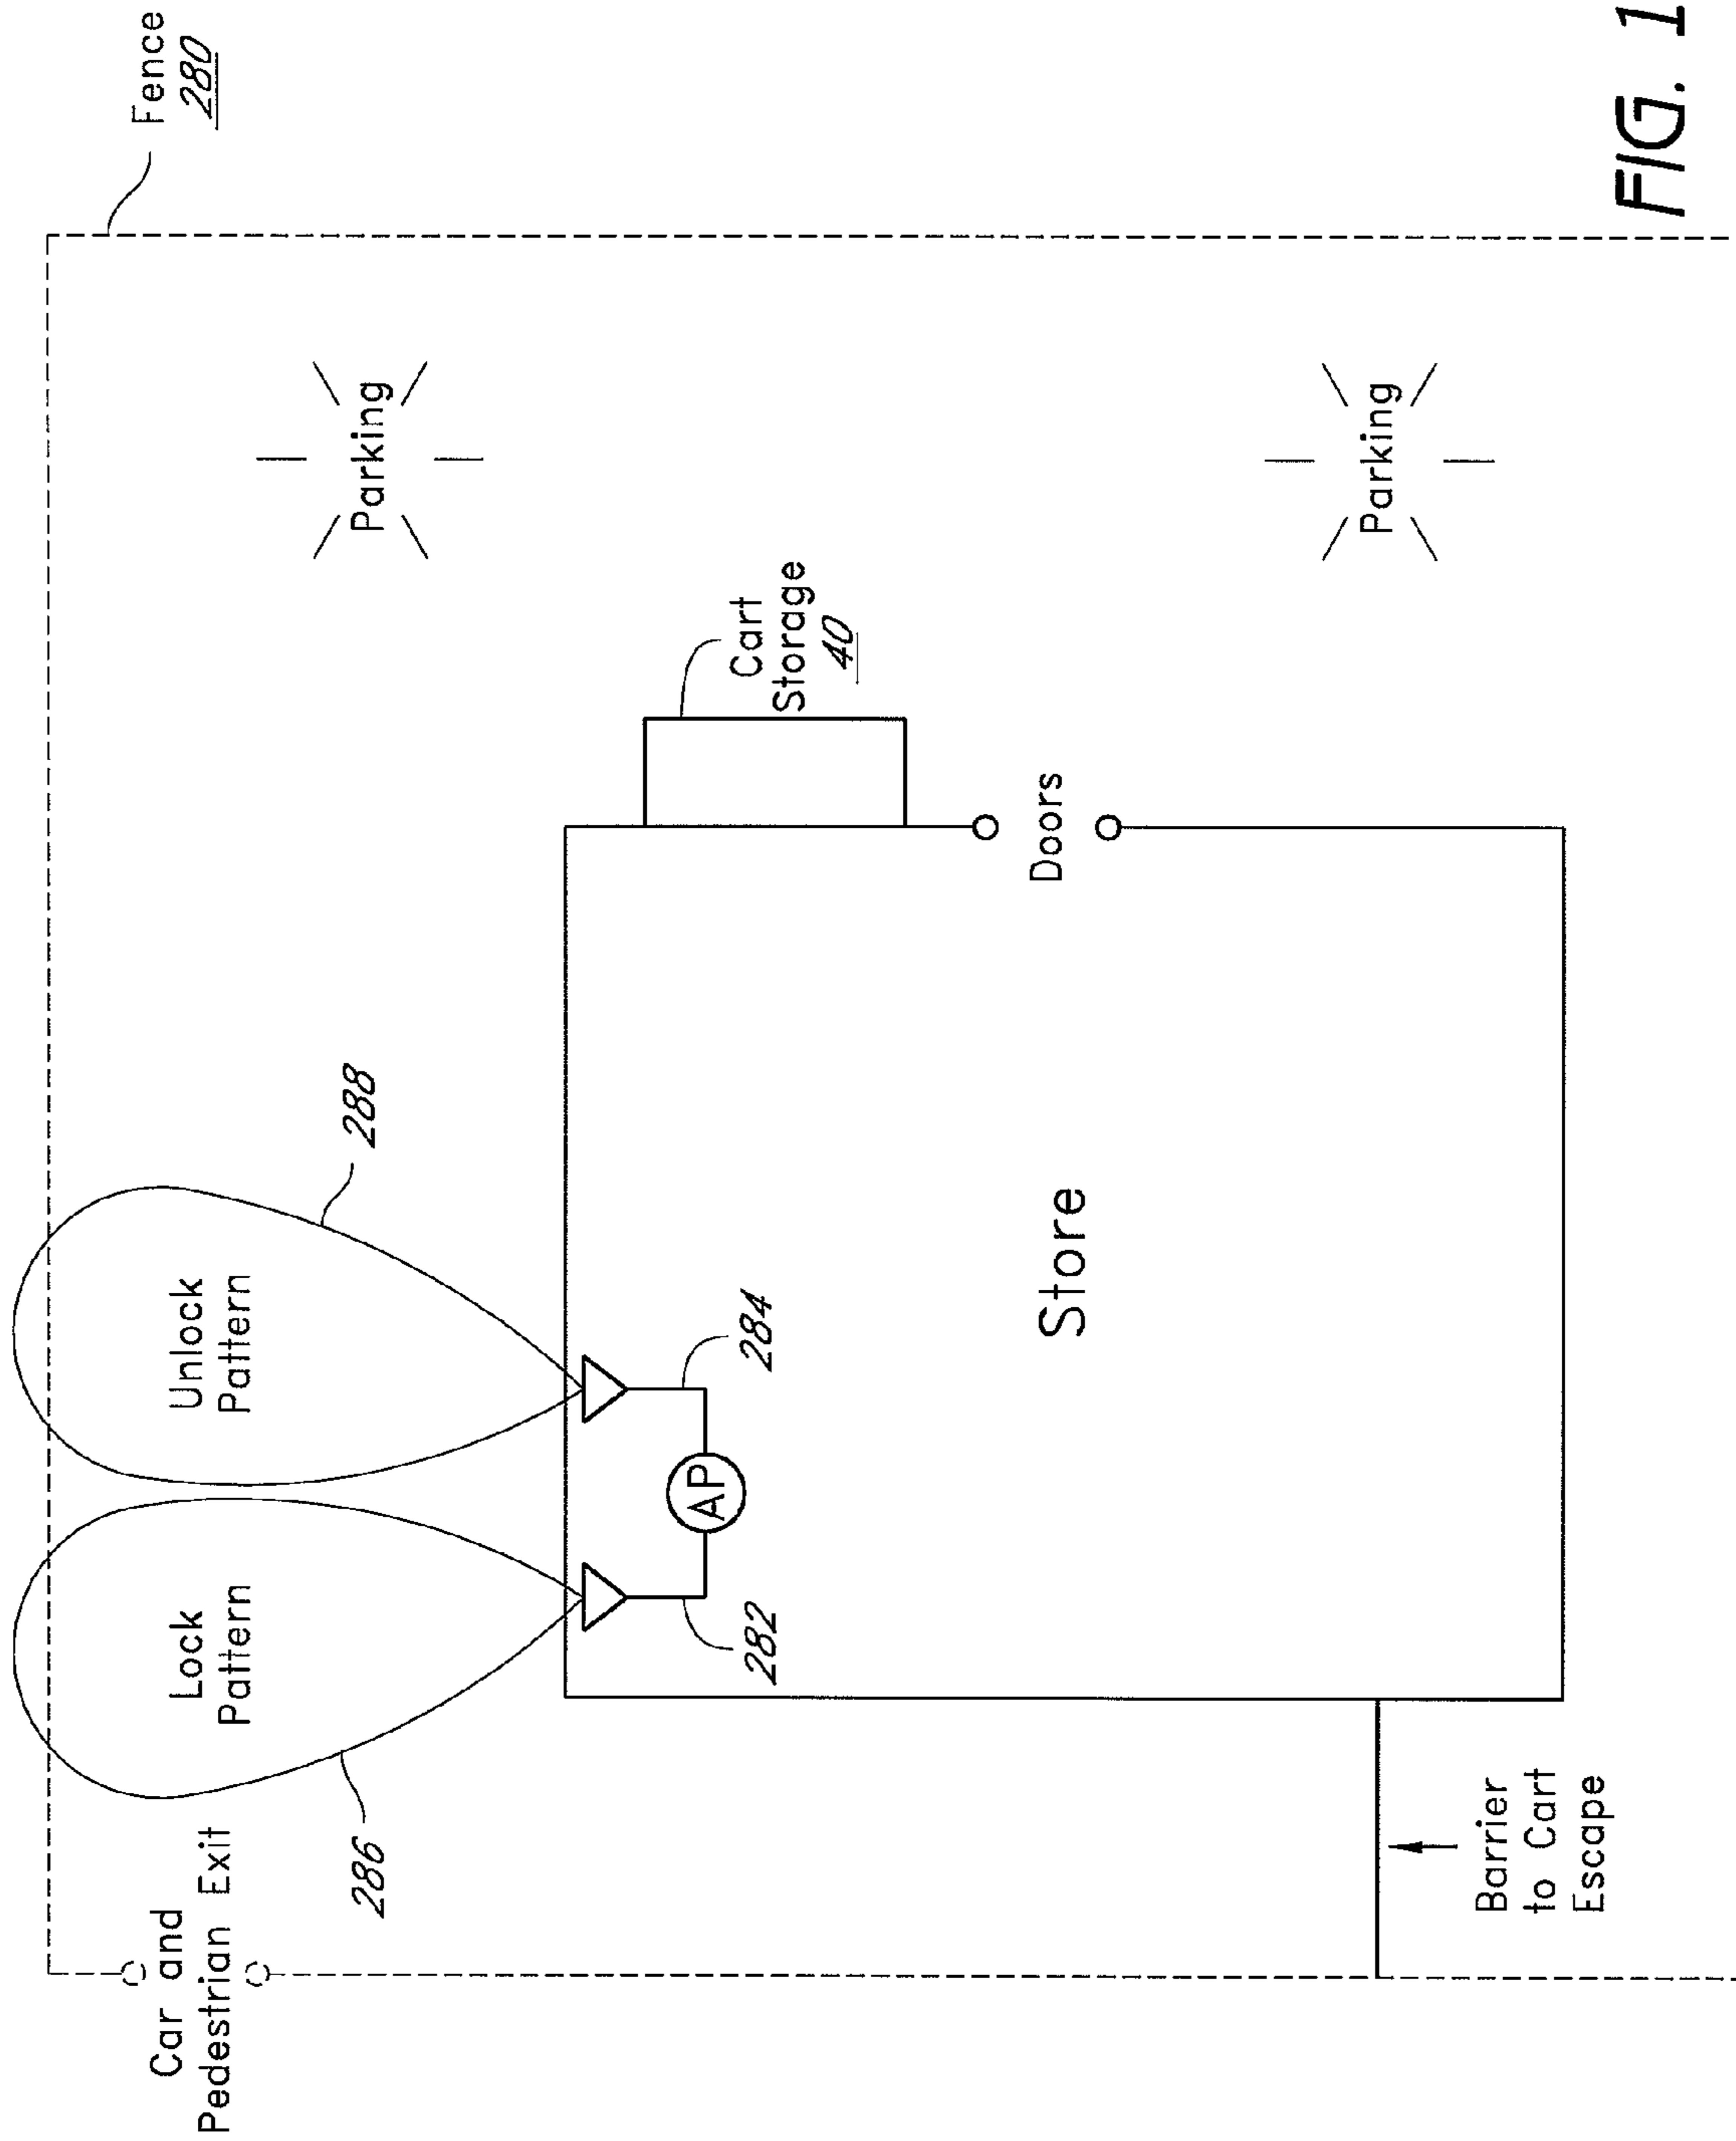 Car and
Pedestrian Exit
Lock
Pattern
Unlock
Pattern
Fence
280
286
288
Parking
AP
282
284
Cart
Storage
40
Store
Doors
Parking
Barrier
to Cart
Escape
FIG. 1